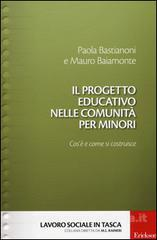 Paola Bastianoni
e Mauro Baiamonte
IL PROGETTO
EDUCATIVO
NELLE COMUNITÀ
PER MINORI
Cos'è e come si costruisce
LAVORO SOCIALE IN TASCA
COLLANA DIRETTA DA M.L. RAINERI
Erickson